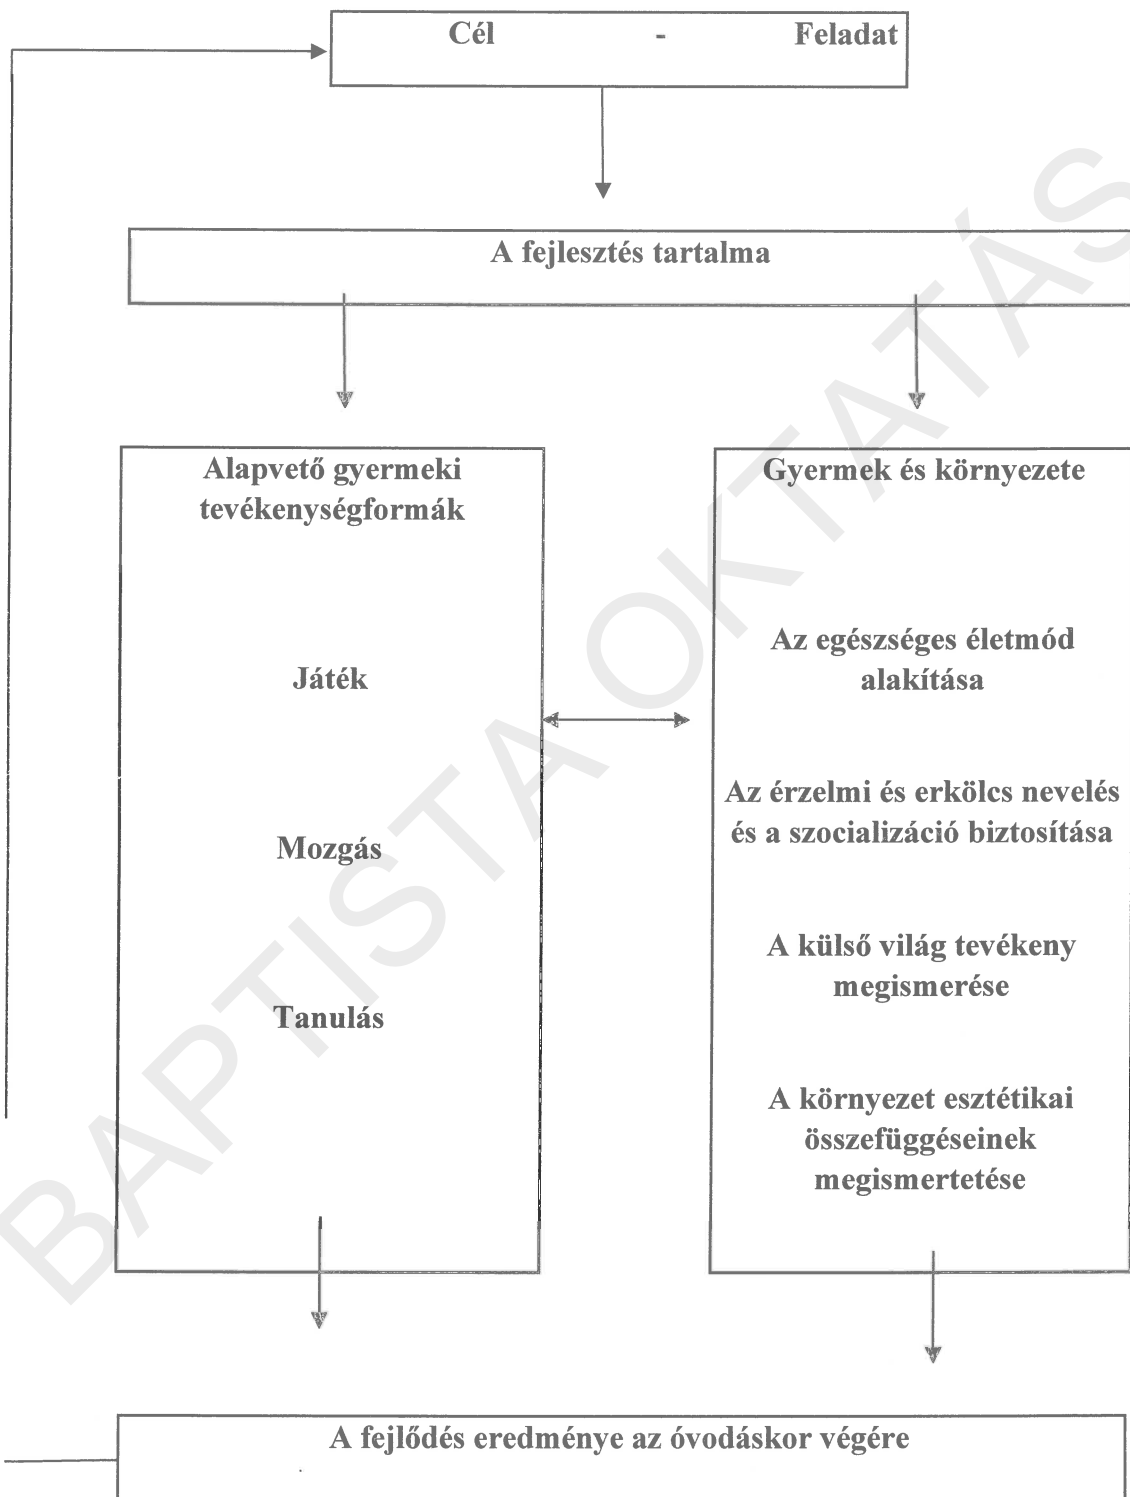 Cél - Feladat
A fejlesztés tartalma
Alapvető gyermeki
tevékenységformák
Játék
Mozgás
Tanulás
Gyermek és környezete
Az egészséges életmód
alakítása
Az érzelmi és erkölcs nevelés
és a szocializáció biztosítása
A külső világ tevékeny
megismerése
A környezet esztétikai
összefüggéseinek
megismertetése
A fejlődés eredménye az óvodáskor végére
BAPTISTA OKTATÁS